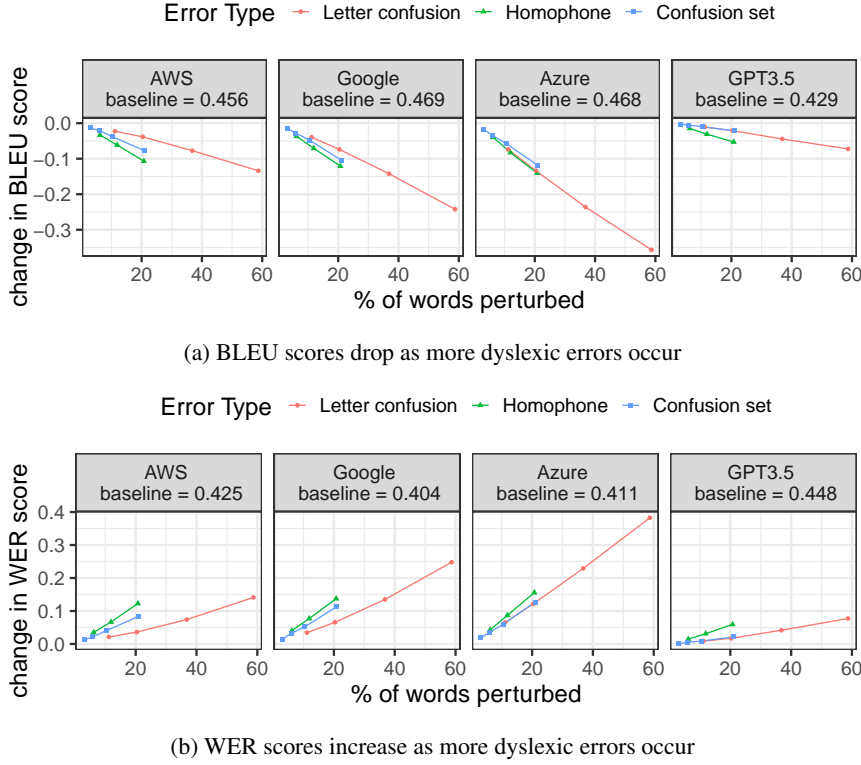 Error Type Letter confusion Homophone Confusion set
AWS
baseline = 0.456
Google
baseline = 0.469
Azure
baseline = 0.468
GPT3.5
baseline = 0.429
change in BLEU score
0.0
−0.1
−0.2
−0.3
20 40 60 20 40 60 20 40 60 20 40 60
% of words perturbed
(a) BLEU scores drop as more dyslexic errors occur
Error Type Letter confusion Homophone Confusion set
AWS
baseline = 0.425
Google
baseline = 0.404
Azure
baseline = 0.411
GPT3.5
baseline = 0.448
change in WER score
0.4
0.3
0.2
0.1
0.0
20 40 60 20 40 60 20 40 60 20 40 60
% of words perturbed
(b) WER scores increase as more dyslexic errors occur